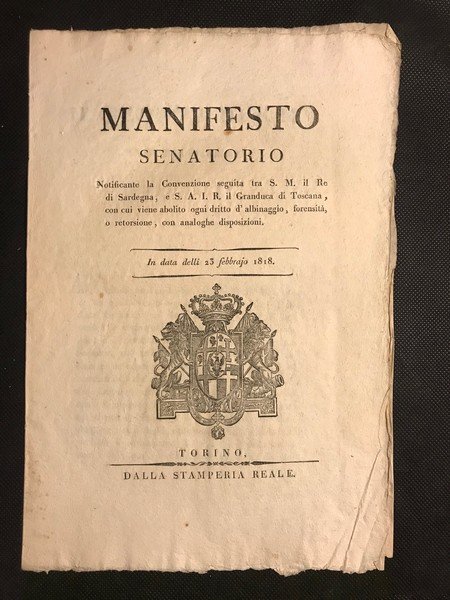 MANIFESTO
SENATORIO
Notificante la Convenzione seguita tra S. M. il Re
di Sardegna, e S. A. I. R. il Granduca di Toscana,
con cui viene abolito ogni dritto d'albinaggio, forensità,
o retorsione, con analoghe disposizioni.
In data delli 23 febbrajo 1818.
TORINO,
DALLA STAMPERIA REALE.